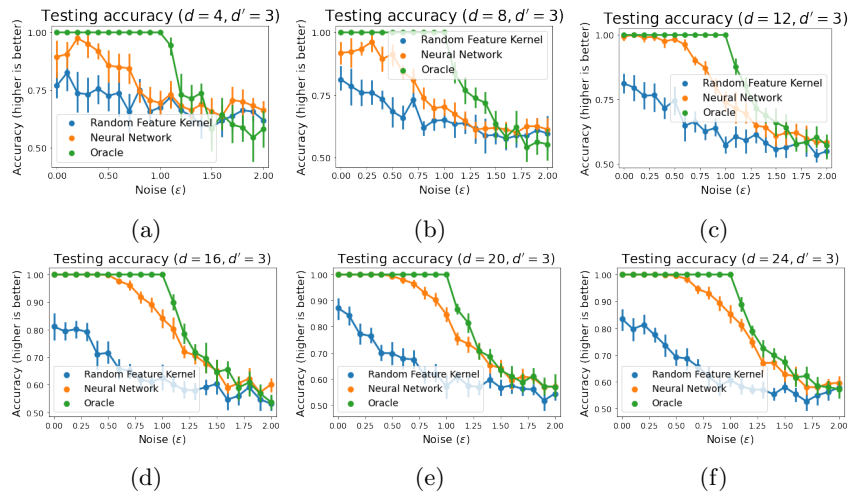 Testing accuracy (d = 4, d′ = 3)
Accuracy (higher is better)
1.00
0.75
0.50
Random Feature Kernel
Neural Network
Oracle
0.00 0.25 0.50 0.75 1.00 1.25 1.50 1.75 2.00
Noise (ε)
(a)
Testing accuracy (d = 8, d′ = 3)
Accuracy (higher is better)
1.00
0.75
0.50
Random Feature Kernel
Neural Network
Oracle
0.00 0.25 0.50 0.75 1.00 1.25 1.50 1.75 2.00
Noise (ε)
(b)
Testing accuracy (d = 12, d′ = 3)
Accuracy (higher is better)
1.00
0.75
0.50
Random Feature Kernel
Neural Network
Oracle
0.00 0.25 0.50 0.75 1.00 1.25 1.50 1.75 2.00
Noise (ε)
(c)
Testing accuracy (d = 16, d′ = 3)
Accuracy (higher is better)
1.00
0.90
0.80
0.70
0.60
0.50
Random Feature Kernel
Neural Network
Oracle
0.00 0.25 0.50 0.75 1.00 1.25 1.50 1.75 2.00
Noise (ε)
(d)
Testing accuracy (d = 20, d′ = 3)
Accuracy (higher is better)
1.00
0.90
0.80
0.70
0.60
0.50
Random Feature Kernel
Neural Network
Oracle
0.00 0.25 0.50 0.75 1.00 1.25 1.50 1.75 2.00
Noise (ε)
(e)
Testing accuracy (d = 24, d′ = 3)
Accuracy (higher is better)
1.00
0.90
0.80
0.70
0.60
0.50
Random Feature Kernel
Neural Network
Oracle
0.00 0.25 0.50 0.75 1.00 1.25 1.50 1.75 2.00
Noise (ε)
(f)